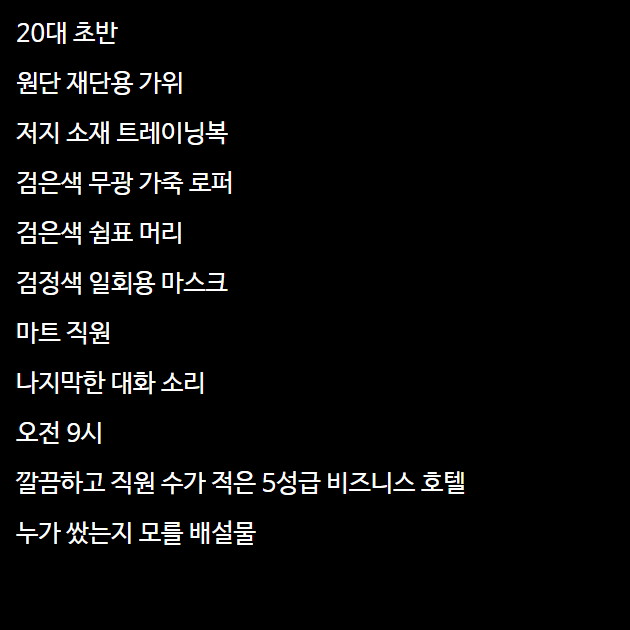 20대 초반
원단 재단용 가위
저지 소재 트레이닝복
검은색 무광 가죽 로퍼
검은색 쉼표 머리
검정색 일회용 마스크
마트 직원
나지막한 대화 소리
오전 9시
깔끔하고 직원 수가 적은 5성급 비즈니스 호텔
누가 쌌는지 모를 배설물